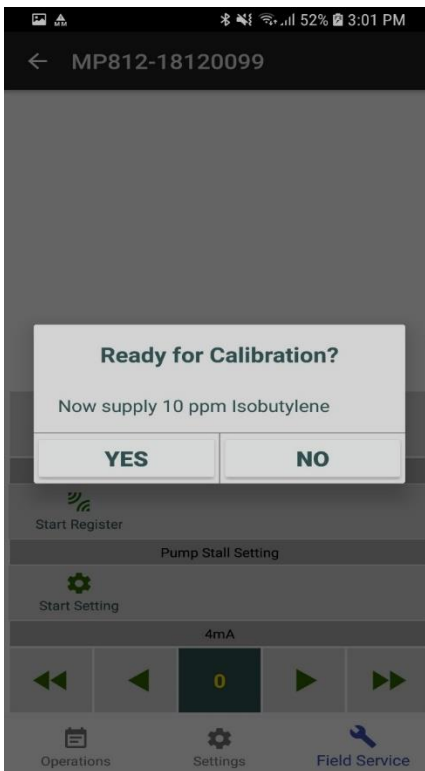 MM 52% 3:01 PM
MP812-18120099
Ready for Calibration?
Now supply 10 ppm Isobutylene
YES NO
Start Register
Pump Stall Setting
Start Setting
4mA
0
Operations Settings Field Service